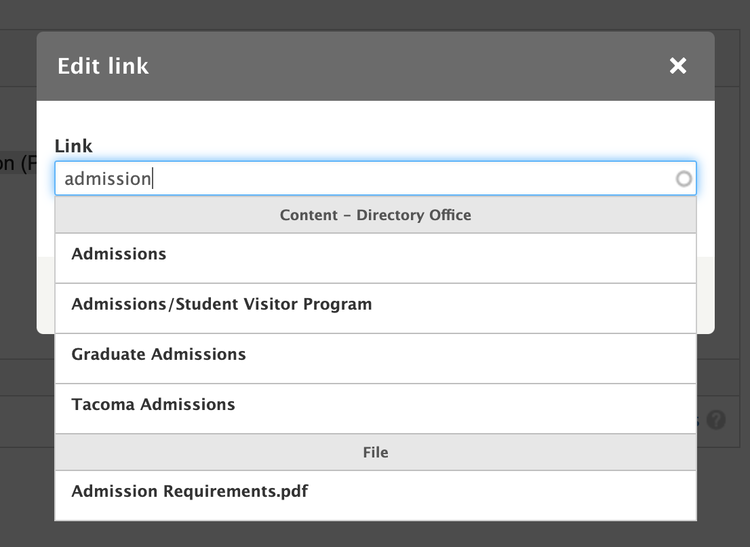 Edit link
Link
on (F
admission
Content – Directory Office
Admissions
Admissions/Student Visitor Program
Graduate Admissions
Tacoma Admissions
s ?
File
Admission Requirements.pdf